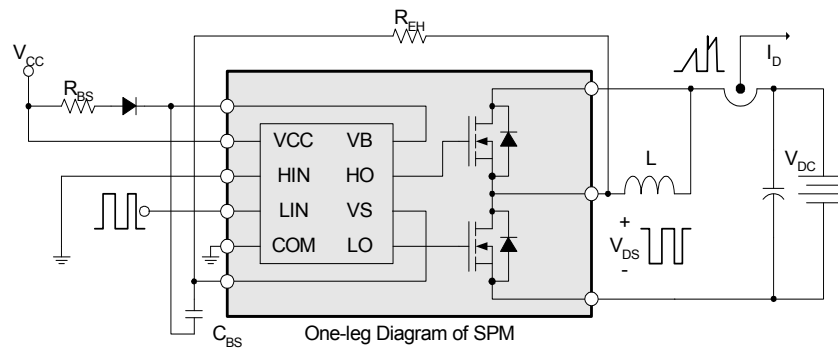 R_EH
V_CC
R_BS
I_D
VCC VB
HIN HO
LIN VS
COM LO
L
V_DC
+
V_DS
-
C_BS
One-leg Diagram of SPM